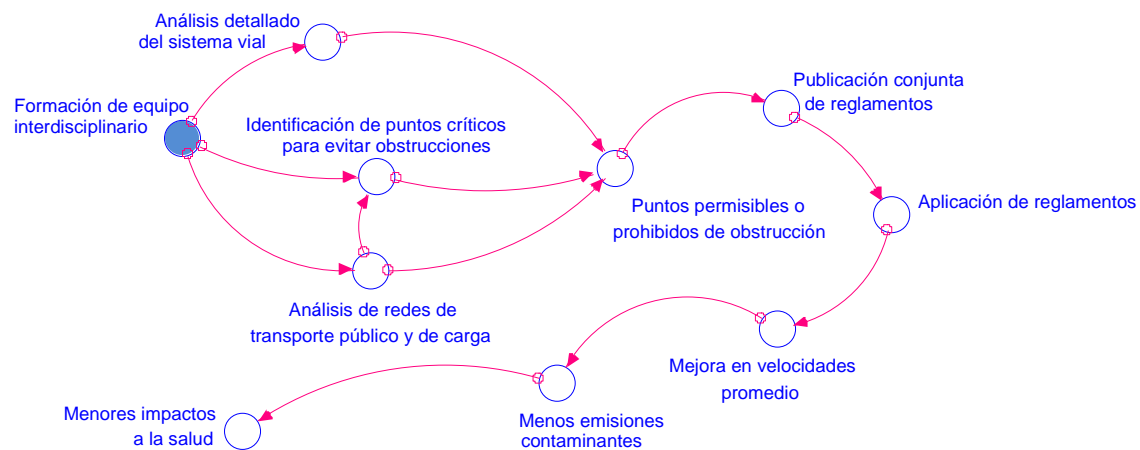 Análisis detallado
del sistema vial
Formación de equipo
interdisciplinario
Identificación de puntos críticos
para evitar obstrucciones
Análisis de redes de
transporte público y de carga
Puntos permisibles o
prohibidos de obstrucción
Publicación conjunta
de reglamentos
Aplicación de reglamentos
Mejora en velocidades
promedio
Menos emisiones
contaminantes
Menores impactos
a la salud